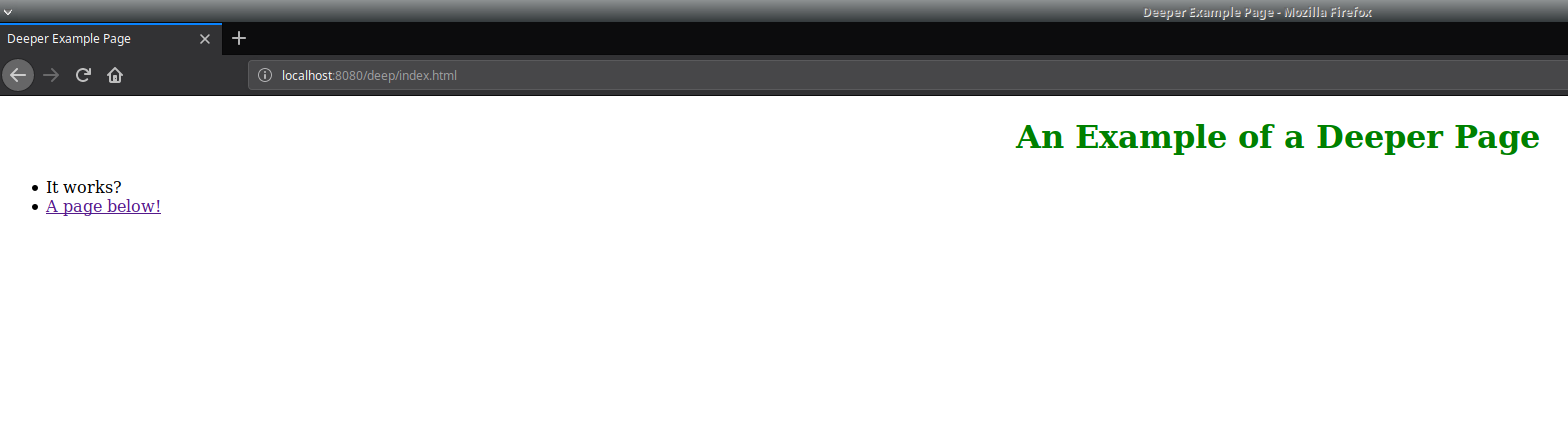 Deeper Example Page - Mozilla Firefox
Deeper Example Page
localhost:8080/deep/index.html
An Example of a Deeper Page
It works?
A page below!